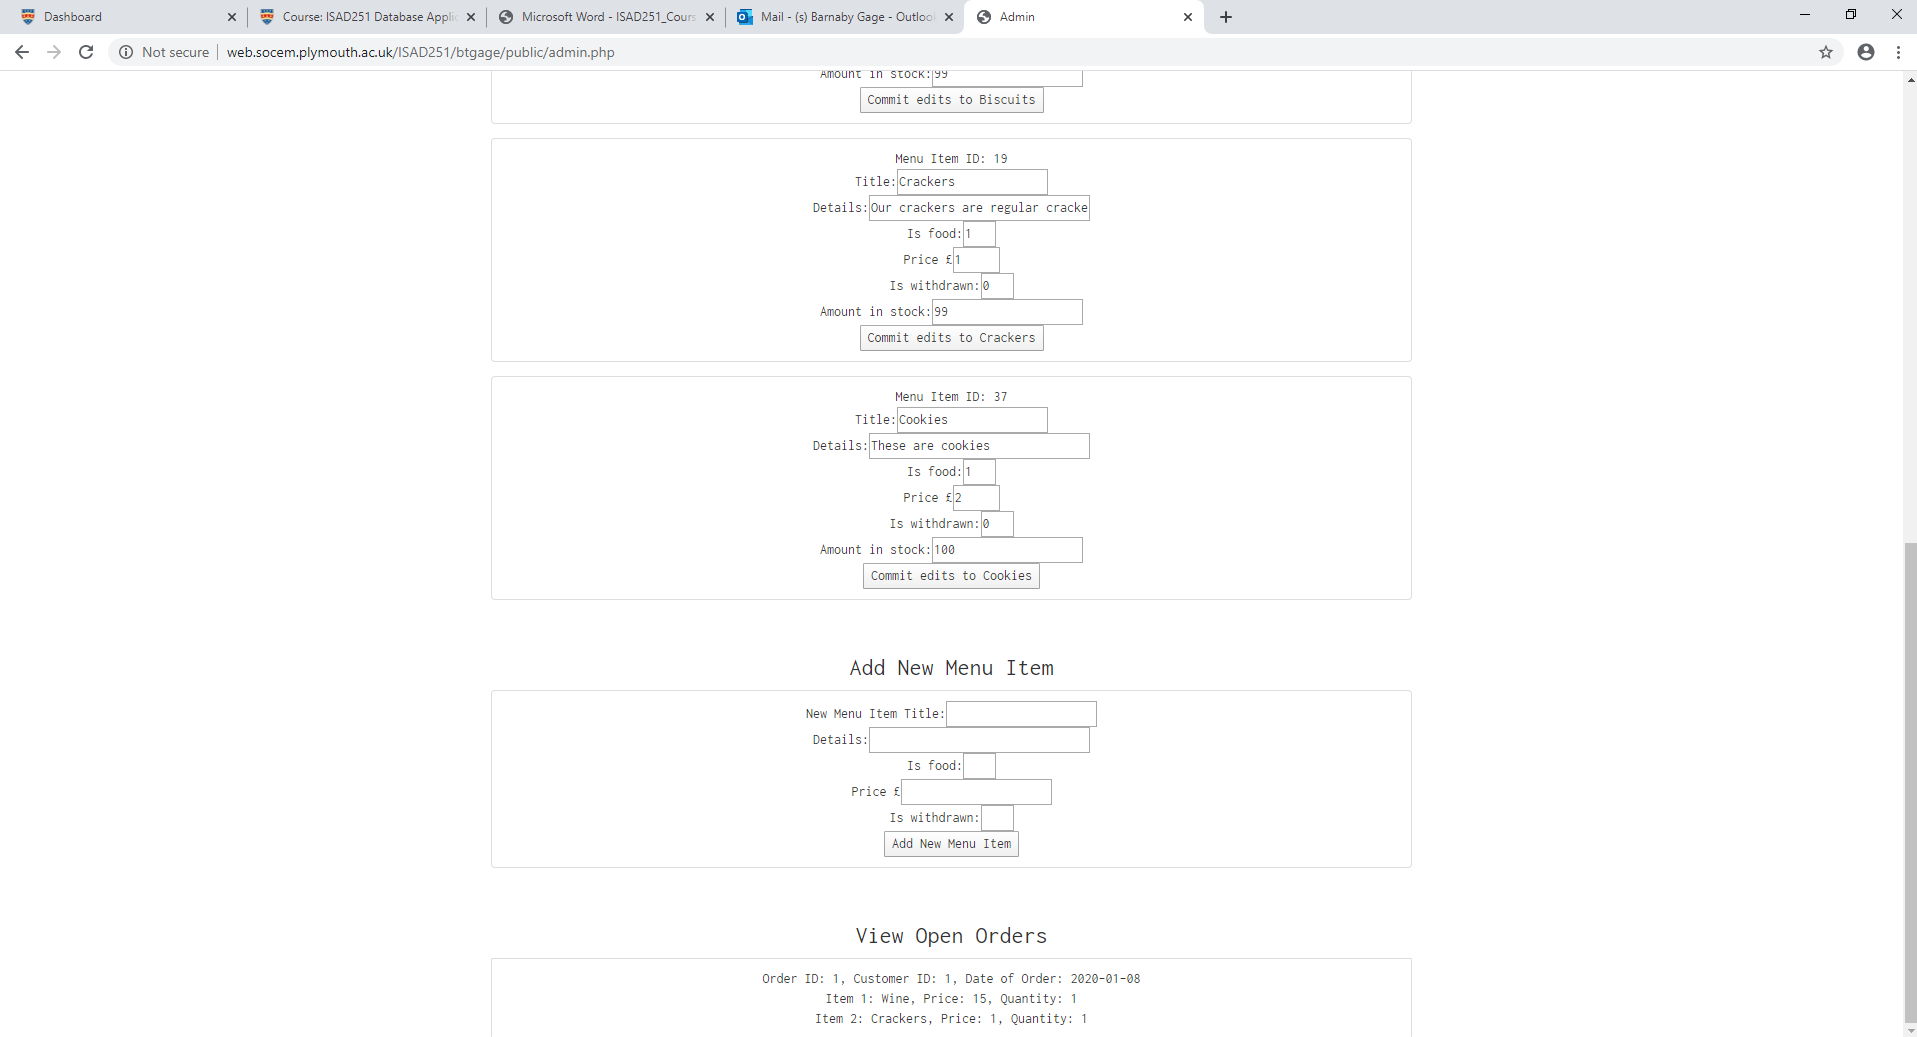 Dashboard
Course: ISAD251 Database Applic
Microsoft Word - ISAD251_Cours
Mail - (s) Barnaby Gage - Outloo
Admin
Not secure
web.socem.plymouth.ac.uk/ISAD251/btgage/public/admin.php
Amount in stock:99
Commit edits to Biscuits
Menu Item ID: 19
Title:Crackers
Details:Our crackers are regular cracke
Is food:1
Price £1
Is withdrawn:0
Amount in stock:99
Commit edits to Crackers
Menu Item ID: 37
Title:Cookies
Details:These are cookies
Is food:1
Price £2
Is withdrawn:0
Amount in stock:100
Commit edits to Cookies
Add New Menu Item
New Menu Item Title:
Details:
Is food:
Price £
Is withdrawn:
Add New Menu Item
View Open Orders
Order ID: 1, Customer ID: 1, Date of Order: 2020-01-08
Item 1: Wine, Price: 15, Quantity: 1
Item 2: Crackers, Price: 1, Quantity: 1